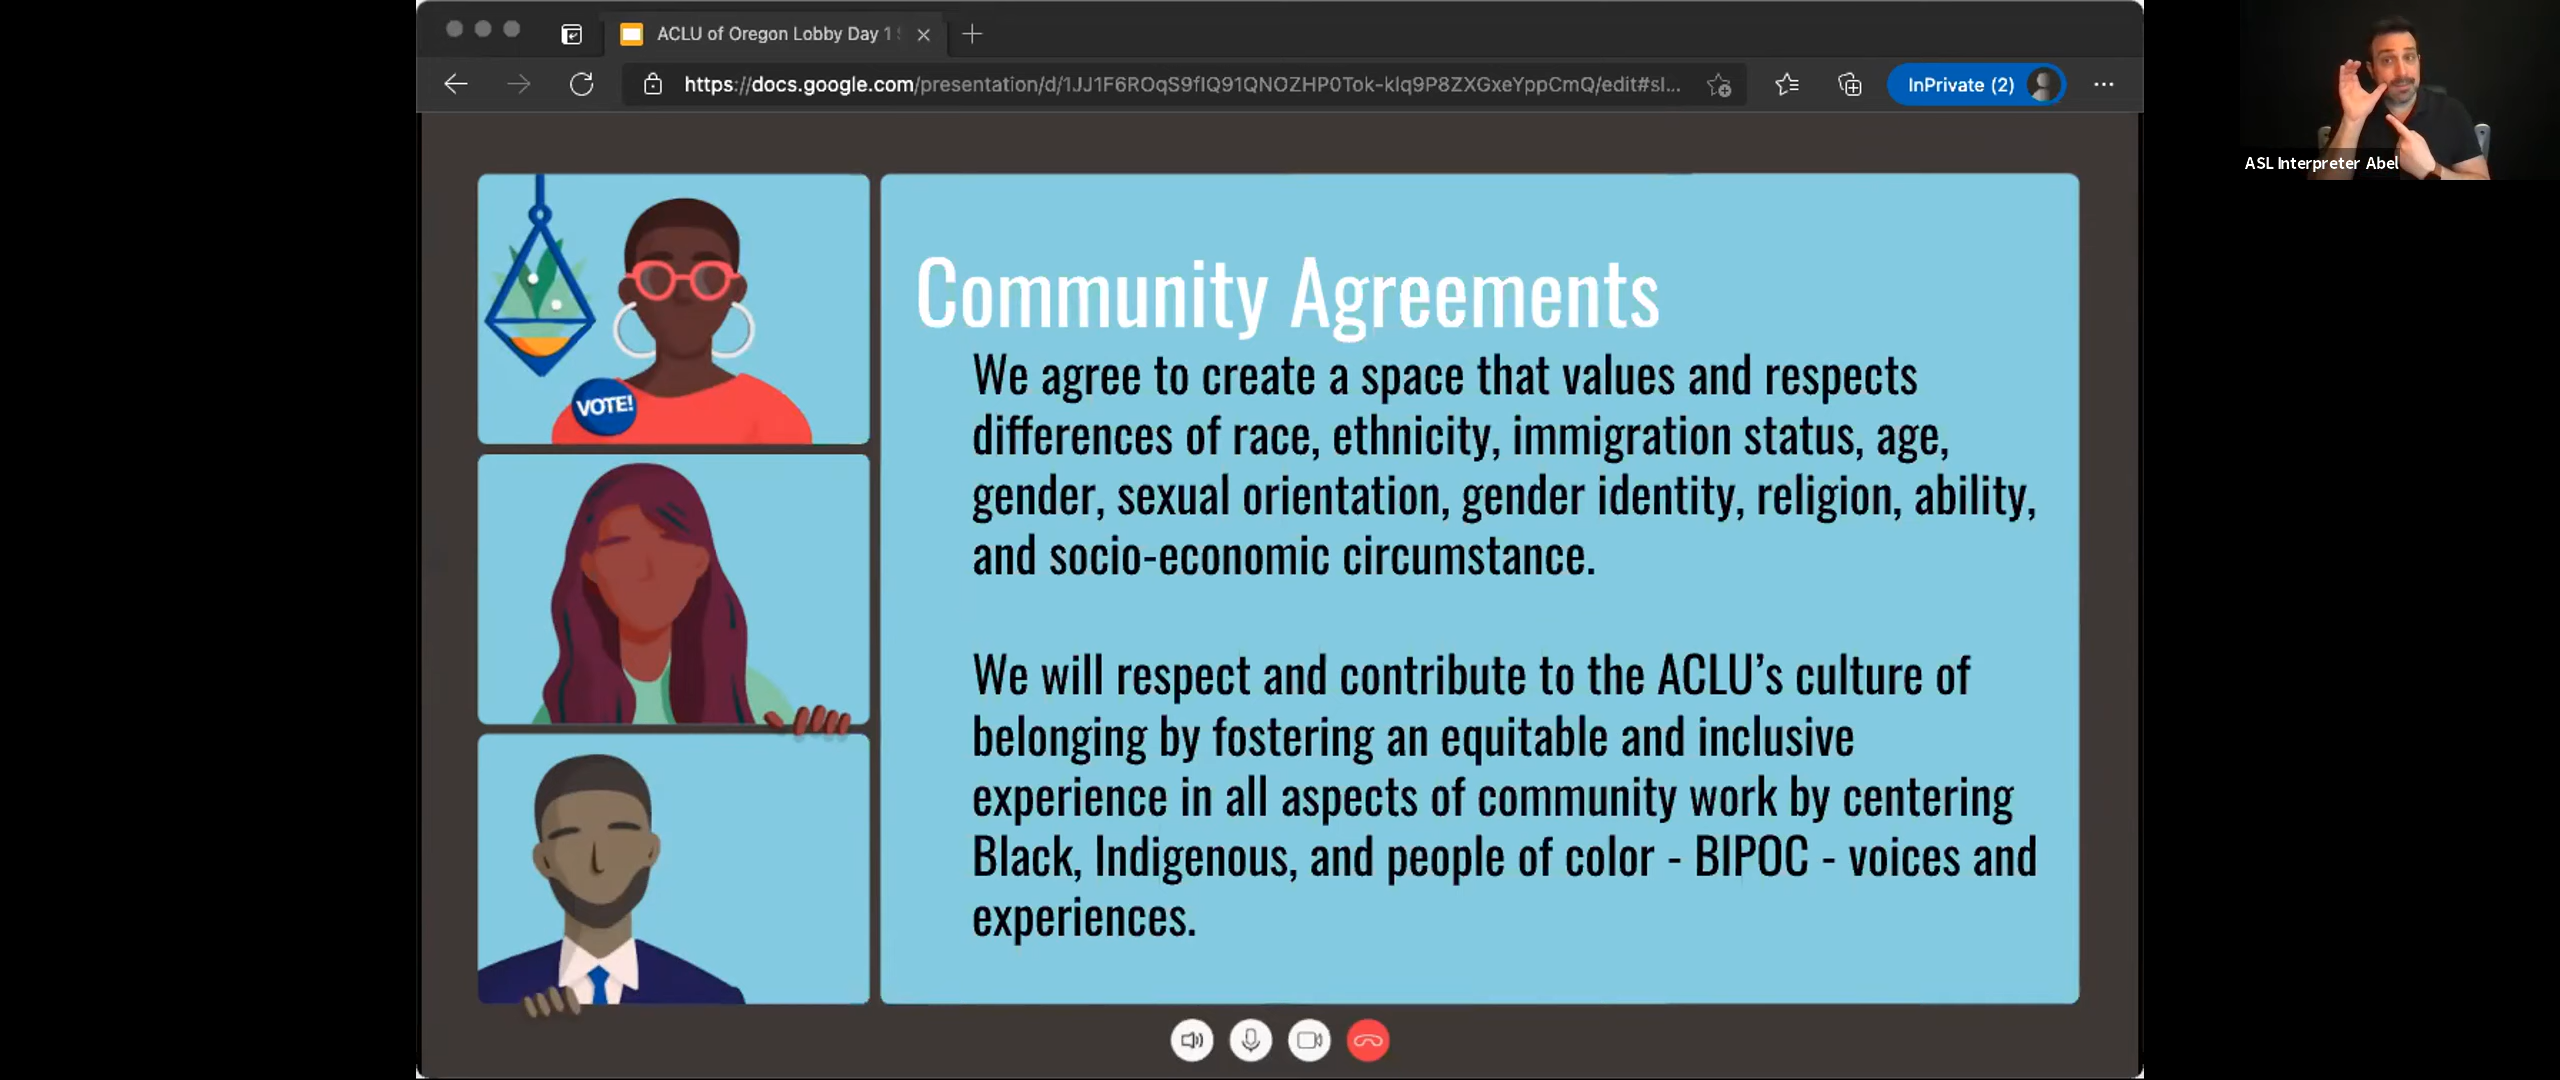 ACLU of Oregon Lobby Day 1
https://docs.google.com/presentation/d/1JJ1F6ROqS9fIQ91QNOZHP0Tok-kIq9P8ZXGxeYppCmQ/edit#sl...
InPrivate (2)
ASL Interpreter Abel
VOTE!
Community Agreements
We agree to create a space that values and respects
differences of race, ethnicity, immigration status, age,
gender, sexual orientation, gender identity, religion, ability,
and socio-economic circumstance.
We will respect and contribute to the ACLU’s culture of
belonging by fostering an equitable and inclusive
experience in all aspects of community work by centering
Black, Indigenous, and people of color - BIPOC - voices and
experiences.